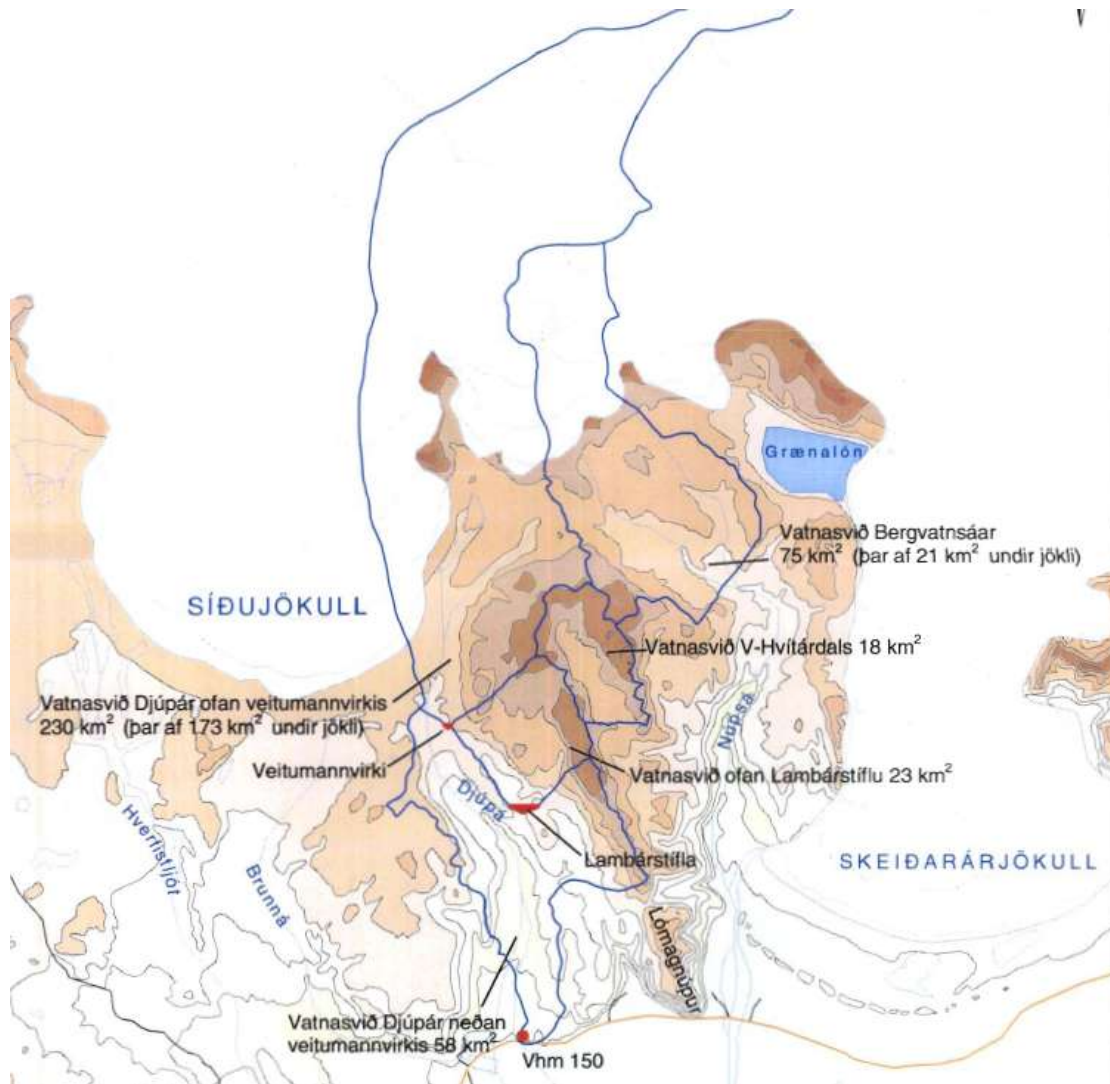 Grænalón
Vatnasvið Bergvatnsáar
75 km² (þar af 21 km² undir jökli)
SÍÐUJÖKULL
Vatnasvið V-Hvítárdals 18 km²
Vatnasvið Djúpár ofan veitumannvirkis
230 km² (þar af 173 km² undir jökli)
Núpsá
Veitumannvirki
Vatnasvið ofan Lambárstíflu 23 km²
Djúpá
Hverfisfljót
Brunná
Lambárstífla
SKEIÐARÁRJÖKULL
Lómagnúpur
Vatnasvið Djúpár neðan
veitumannvirkis 58 km²
Vhm 150